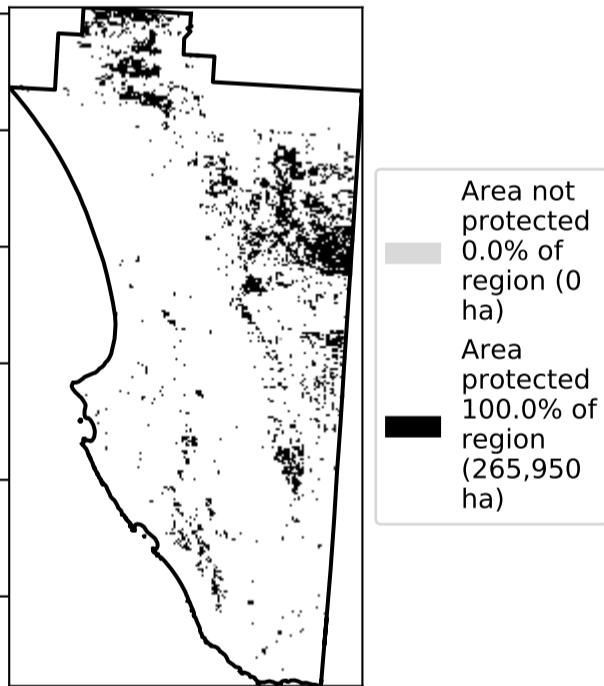 Area not
protected
0.0% of
region (0
ha)
Area
protected
100.0% of
region
(265,950
ha)